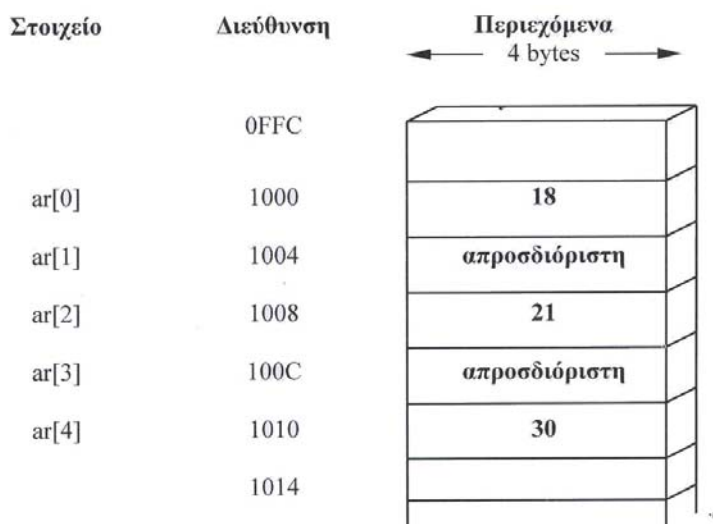 Στοιχείο Διεύθυνση Περιεχόμενα
4 bytes
0FFC
ar[0] 1000 18
ar[1] 1004 απροσδιόριστη
ar[2] 1008 21
ar[3] 100C απροσδιόριστη
ar[4] 1010 30
1014